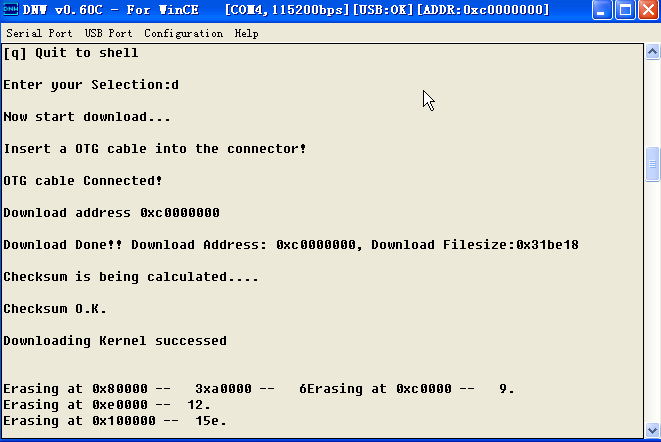 DNW v0.60C - For WinCE [COM4,115200bps][USB:OK][ADDR:0xc0000000]
Serial Port USB Port Configuration Help
[q] Quit to shell
Enter your Selection:d
Now start download...
Insert a OTG cable into the connector!
OTG cable Connected!
Download address 0xc0000000
Download Done!! Download Address: 0xc0000000, Download Filesize:0x31be18
Checksum is being calculated....
Checksum O.K.
Downloading Kernel successed
Erasing at 0x80000 -- 3xa0000 -- 6Erasing at 0xc0000 -- 9.
Erasing at 0xe0000 -- 12.
Erasing at 0x100000 -- 15e.